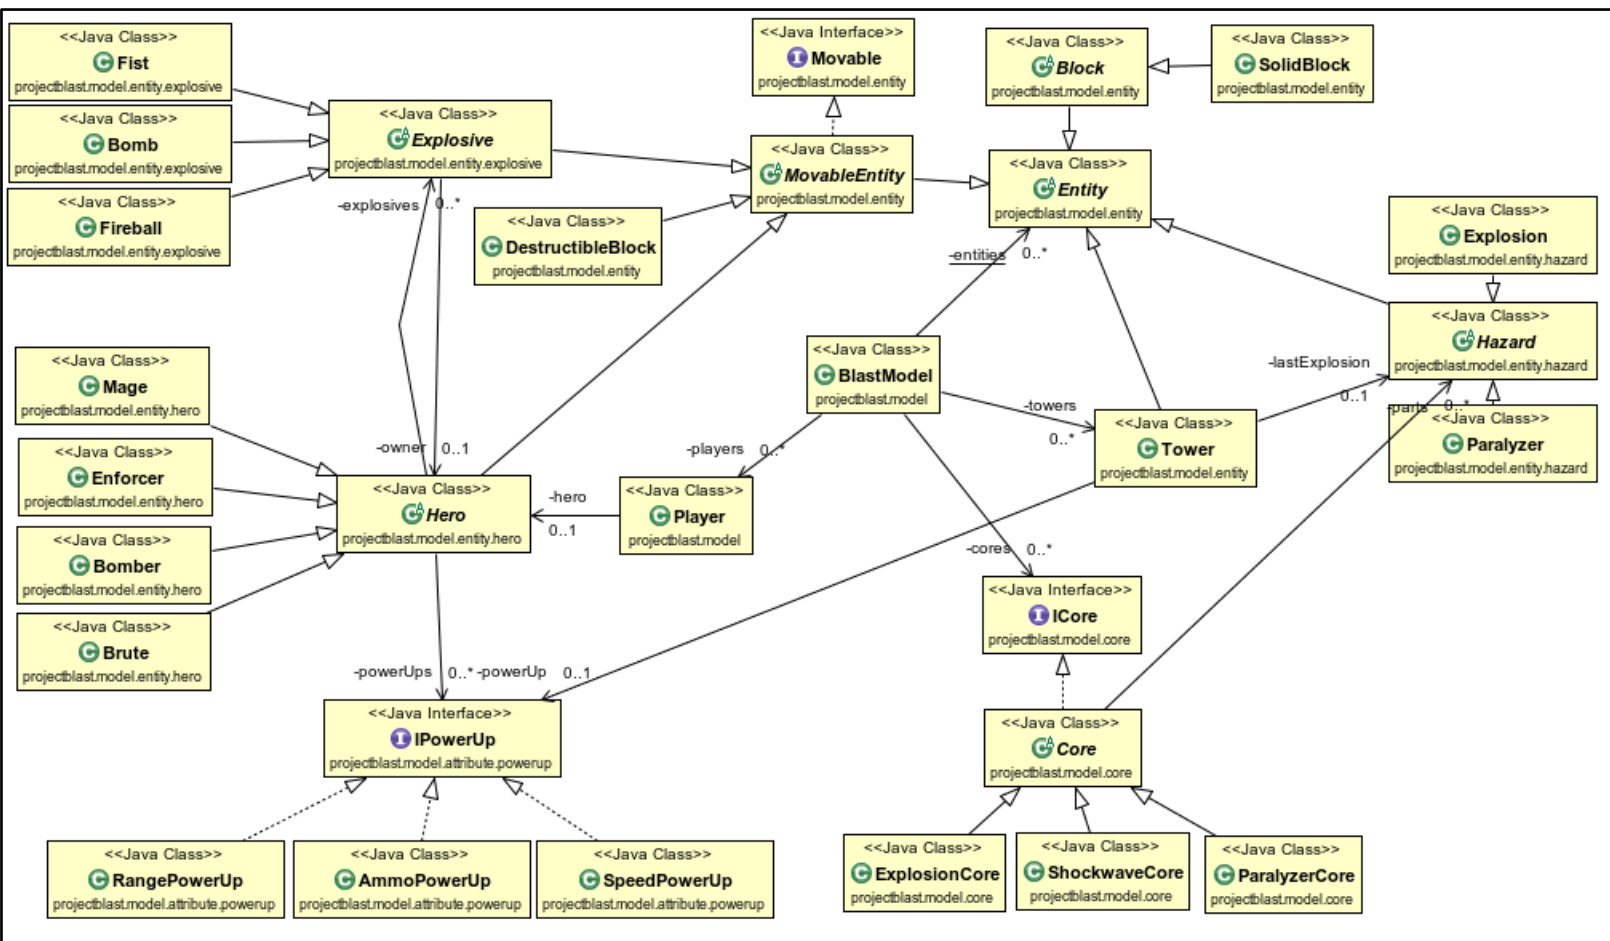 <<Java Class>>
Fist
projectblast.model.entity.explosive
<<Java Class>>
Bomb
projectblast.model.entity.explosive
<<Java Class>>
Fireball
projectblast.model.entity.explosive
<<Java Class>>
Explosive
projectblast.model.entity.explosive
<<Java Interface>>
Movable
projectblast.model.entity
<<Java Class>>
MovableEntity
projectblast.model.entity
<<Java Class>>
Block
projectblast.model.entity
<<Java Class>>
SolidBlock
projectblast.model.entity
<<Java Class>>
Entity
projectblast.model.entity
<<Java Class>>
DestructibleBlock
projectblast.model.entity
<<Java Class>>
Explosion
projectblast.model.entity.hazard
<<Java Class>>
Hazard
projectblast.model.entity.hazard
<<Java Class>>
Paralyzer
projectblast.model.entity.hazard
-explosives
0..*
-entities
0..*
-lastExplosion
0..1
-parts
0..*
<<Java Class>>
BlastModel
projectblast.model
-towers
0..*
<<Java Class>>
Tower
projectblast.model.entity
<<Java Class>>
Mage
projectblast.model.entity.hero
<<Java Class>>
Enforcer
projectblast.model.entity.hero
<<Java Class>>
Bomber
projectblast.model.entity.hero
<<Java Class>>
Brute
projectblast.model.entity.hero
-owner
0..1
<<Java Class>>
Hero
projectblast.model.entity.hero
-hero
0..1
-players
0..*
<<Java Class>>
Player
projectblast.model
-cores
0..*
<<Java Interface>>
ICore
projectblast.model.core
-powerUps
0..*
-powerUp
0..1
<<Java Interface>>
IPowerUp
projectblast.model.attribute.powerup
<<Java Class>>
Core
projectblast.model.core
<<Java Class>>
RangePowerUp
projectblast.model.attribute.powerup
<<Java Class>>
AmmoPowerUp
projectblast.model.attribute.powerup
<<Java Class>>
SpeedPowerUp
projectblast.model.attribute.powerup
<<Java Class>>
ExplosionCore
projectblast.model.core
<<Java Class>>
ShockwaveCore
projectblast.model.core
<<Java Class>>
ParalyzerCore
projectblast.model.core